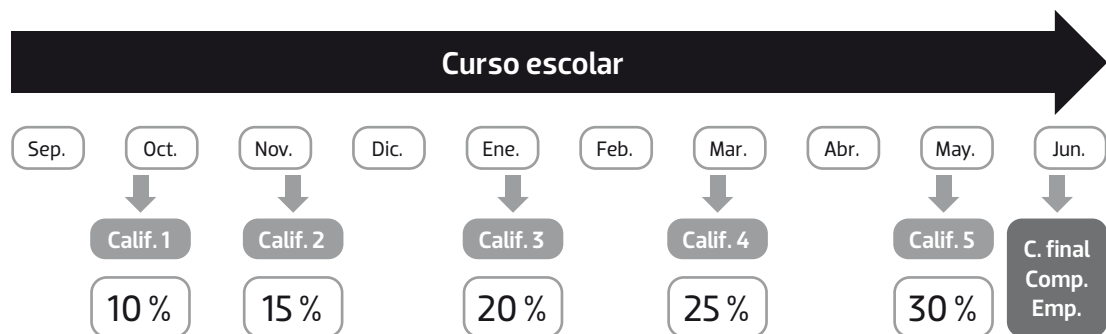 Curso escolar
Sep. Oct. Nov. Dic. Ene. Feb. Mar. Abr. May. Jun.
Calif. 1 Calif. 2 Calif. 3 Calif. 4 Calif. 5
C. final
Comp.
Emp.
10 % 15 % 20 % 25 % 30 %